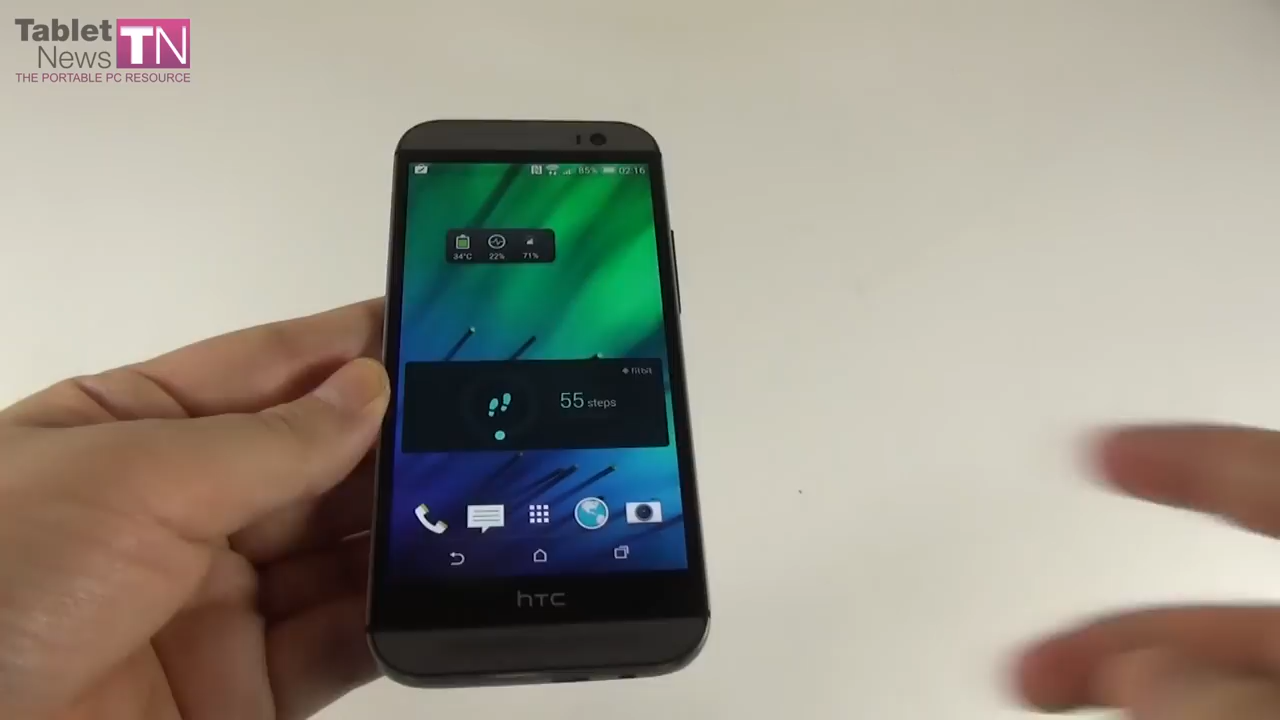 Tablet
News TN
THE PORTABLE PC RESOURCE
85% 02:16
34°C 22% 71%
fitbit
55 steps
hTC